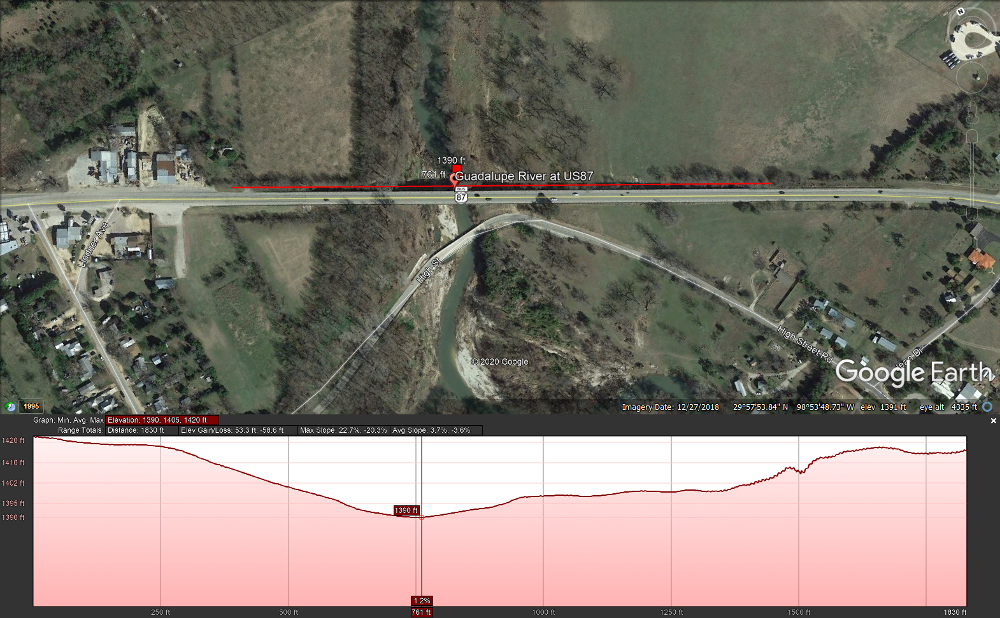 N
1390 ft
761 ft
Guadalupe River at US87
BUS
87
Lindner Ave
High St
High Street Rd
Jean Dr
© 2020 Google
Google Earth
1995
Imagery Date: 12/27/2018 29°57'53.84" N 98°53'48.73" W elev 1391 ft eye alt 4335 ft
Graph: Min, Avg, Max Elevation: 1390, 1405, 1420 ft
Range Totals: Distance: 1830 ft Elev Gain/Loss: 53.3 ft, -58.6 ft Max Slope: 22.7%, -20.3% Avg Slope: 3.7%, -3.6%
1420 ft
1410 ft
1402 ft
1395 ft
1390 ft
1390 ft
1.2%
250 ft 500 ft 761 ft 1000 ft 1250 ft 1500 ft 1830 ft